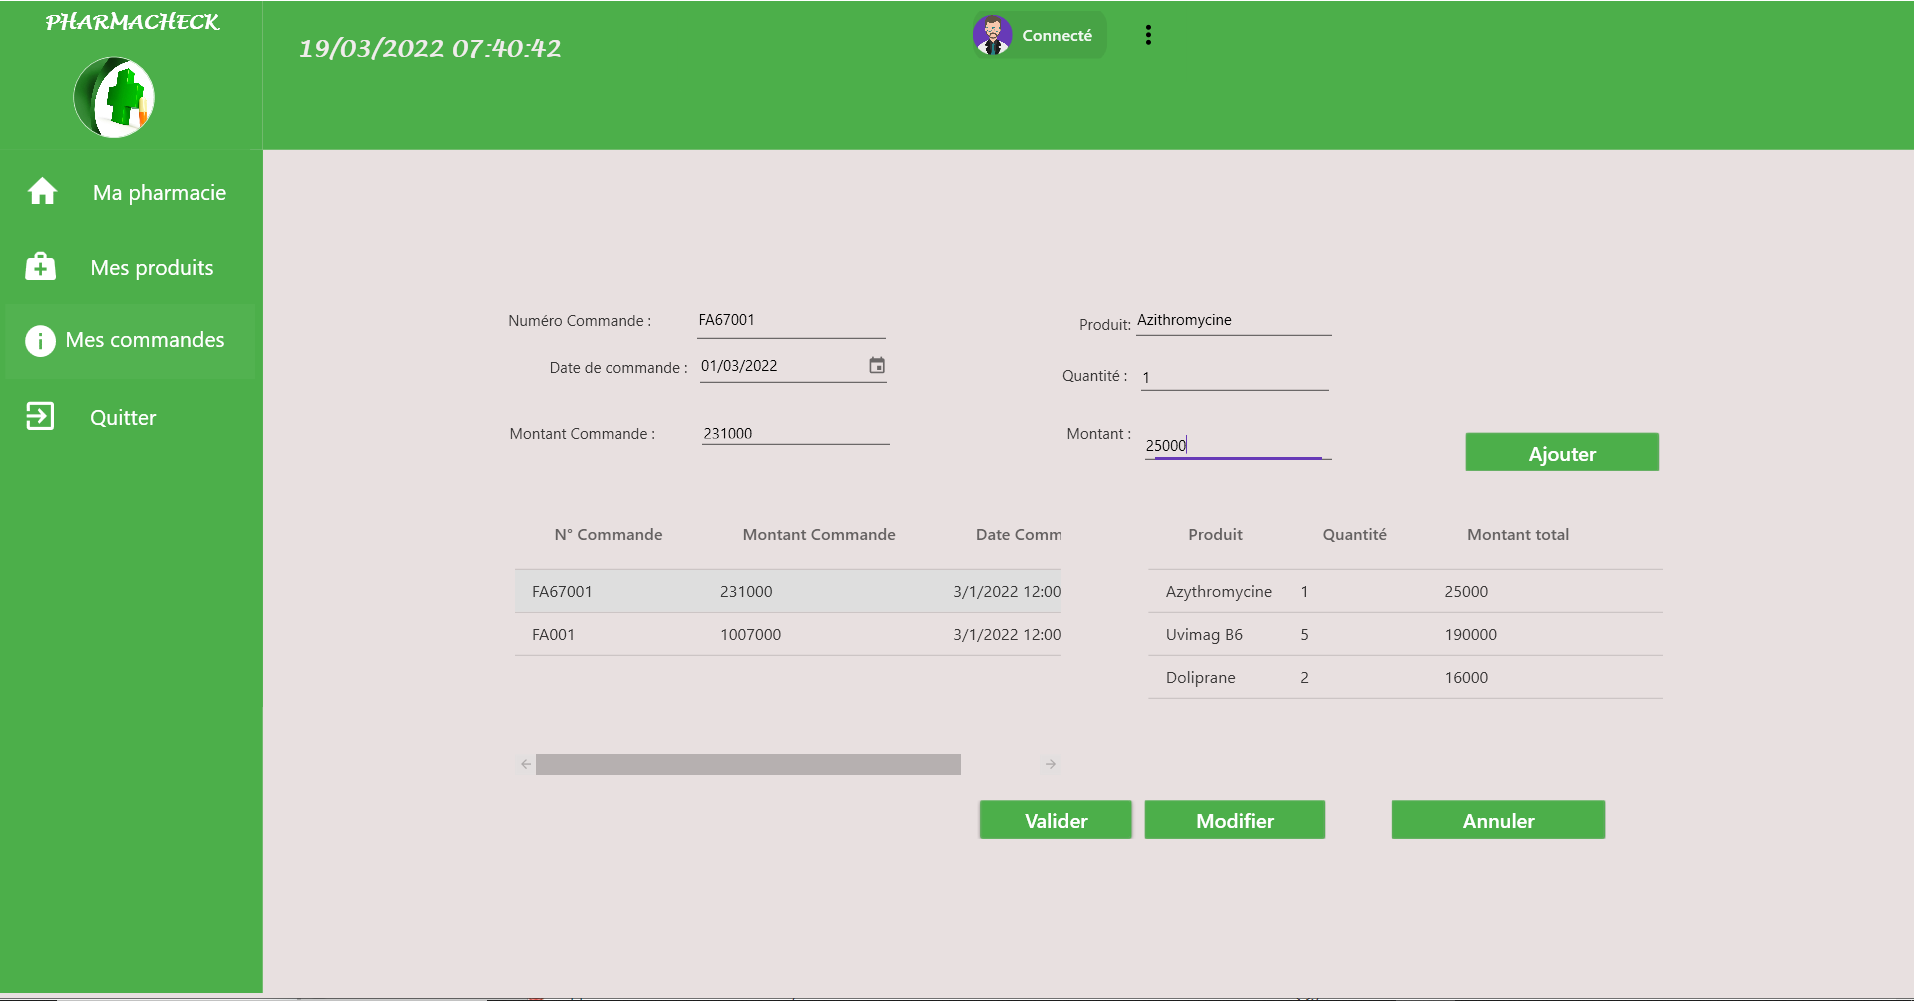 PHARMACHECK
19/03/2022 07:40:42
Connecté
Ma pharmacie
Mes produits
Mes commandes
Quitter
Numéro Commande : FA67001
Produit: Azithromycine
Date de commande : 01/03/2022
Quantité : 1
Montant Commande : 231000
Montant : 25000
Ajouter
N° Commande Montant Commande Date Comm
FA67001 231000 3/1/2022 12:00
FA001 1007000 3/1/2022 12:00
Produit Quantité Montant total
Azythromycine 1 25000
Uvimag B6 5 190000
Doliprane 2 16000
Valider Modifier Annuler